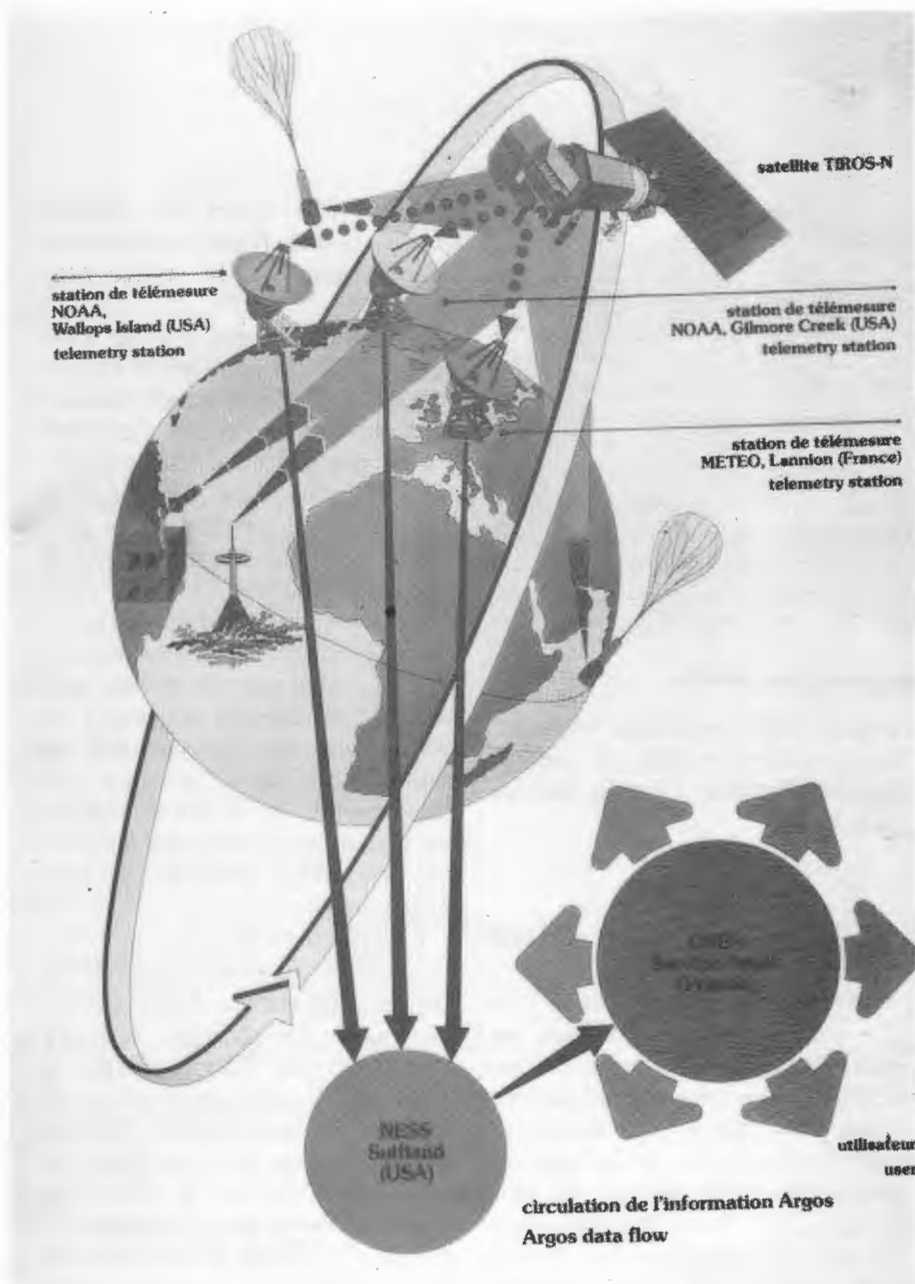 satellite TIROS-N
station de télémesure
NOAA,
Wallops Island (USA)
telemetry station
station de télémesure
NOAA, Gilmore Creek (USA)
telemetry station
station de télémesure
METEO, Lannion (France)
telemetry station
NESS
Suitland
(USA)
utilisateur
user
circulation de l'information Argos
Argos data flow